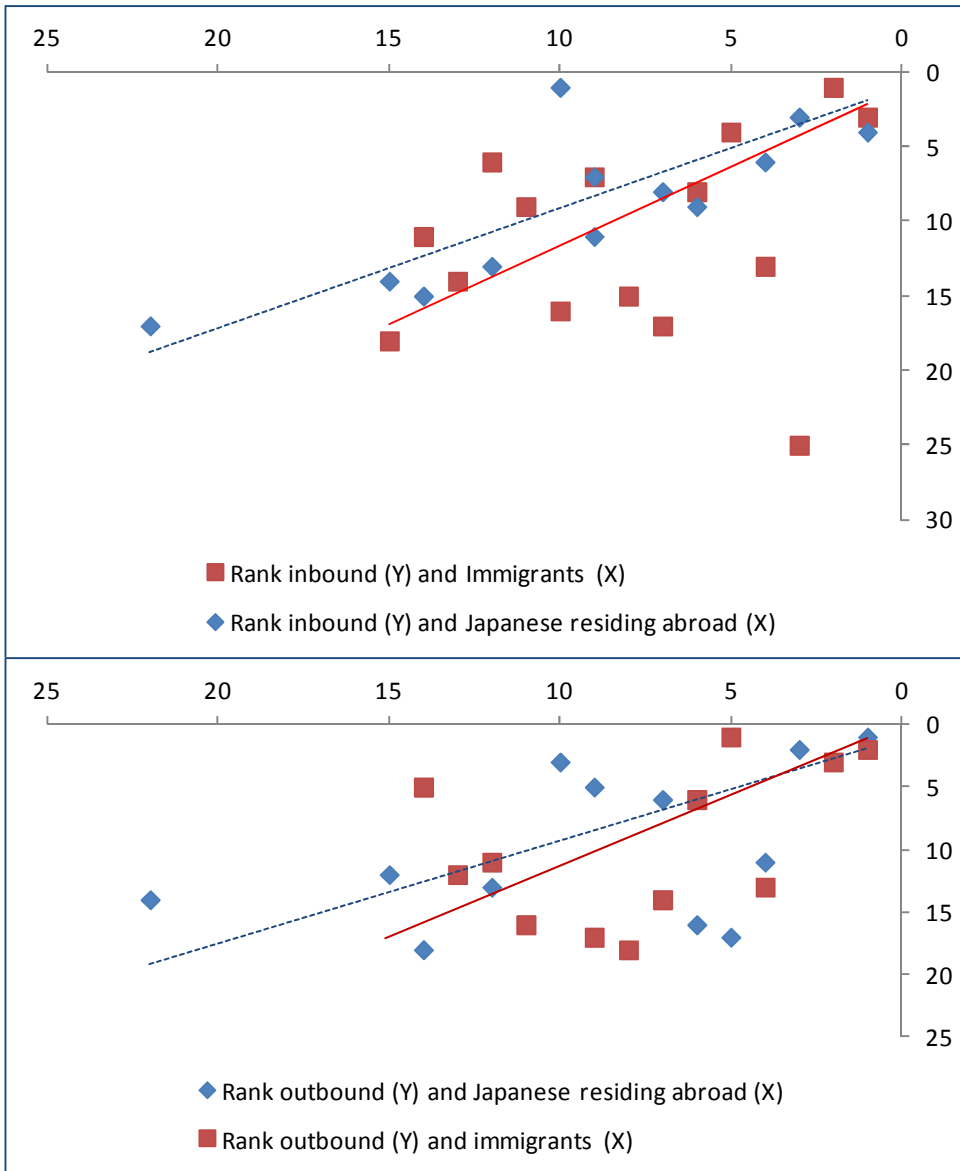 25 20 15 10 5 0
0
5
10
15
20
25
30
Rank inbound (Y) and Immigrants (X)
Rank inbound (Y) and Japanese residing abroad (X)
25 20 15 10 5 0
0
5
10
15
20
25
Rank outbound (Y) and Japanese residing abroad (X)
Rank outbound (Y) and immigrants (X)